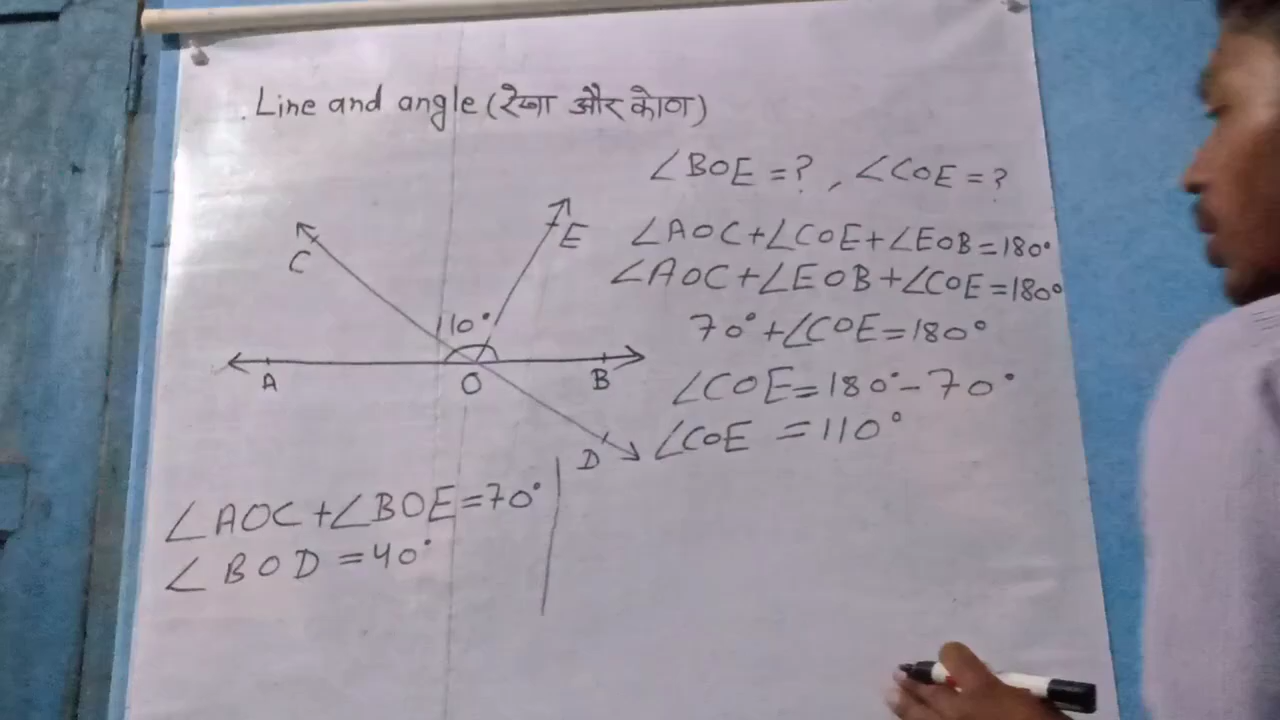 Line and angle (रेखा और कोण)
∠BOE = ? , ∠COE = ?
∠AOC + ∠COE + ∠EOB = 180°
∠AOC + ∠EOB + ∠COE = 180°
70° + ∠COE = 180°
∠COE = 180° - 70°
∠COE = 110°
C
E
110°
A
O
B
D
∠AOC + ∠BOE = 70°
∠BOD = 40°